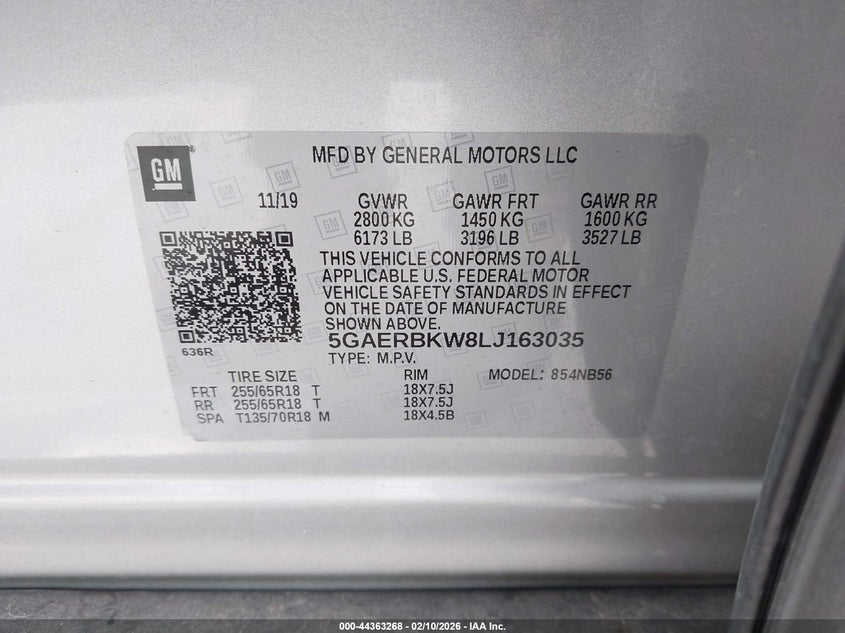 GM
MFD BY GENERAL MOTORS LLC
11/19 GVWR GAWR FRT GAWR RR
2800 KG 1450 KG 1600 KG
6173 LB 3196 LB 3527 LB
THIS VEHICLE CONFORMS TO ALL
APPLICABLE U.S. FEDERAL MOTOR
VEHICLE SAFETY STANDARDS IN EFFECT
ON THE DATE OF MANUFACTURE
SHOWN ABOVE.
636R
5GAERBKW8LJ163035
TYPE: M.P.V.
TIRE SIZE RIM MODEL: 854NB56
FRT 255/65R18 T 18X7.5J
RR 255/65R18 T 18X7.5J
SPA T135/70R18 M 18X4.5B
000-44363268 - 02/10/2026 - IAA Inc.